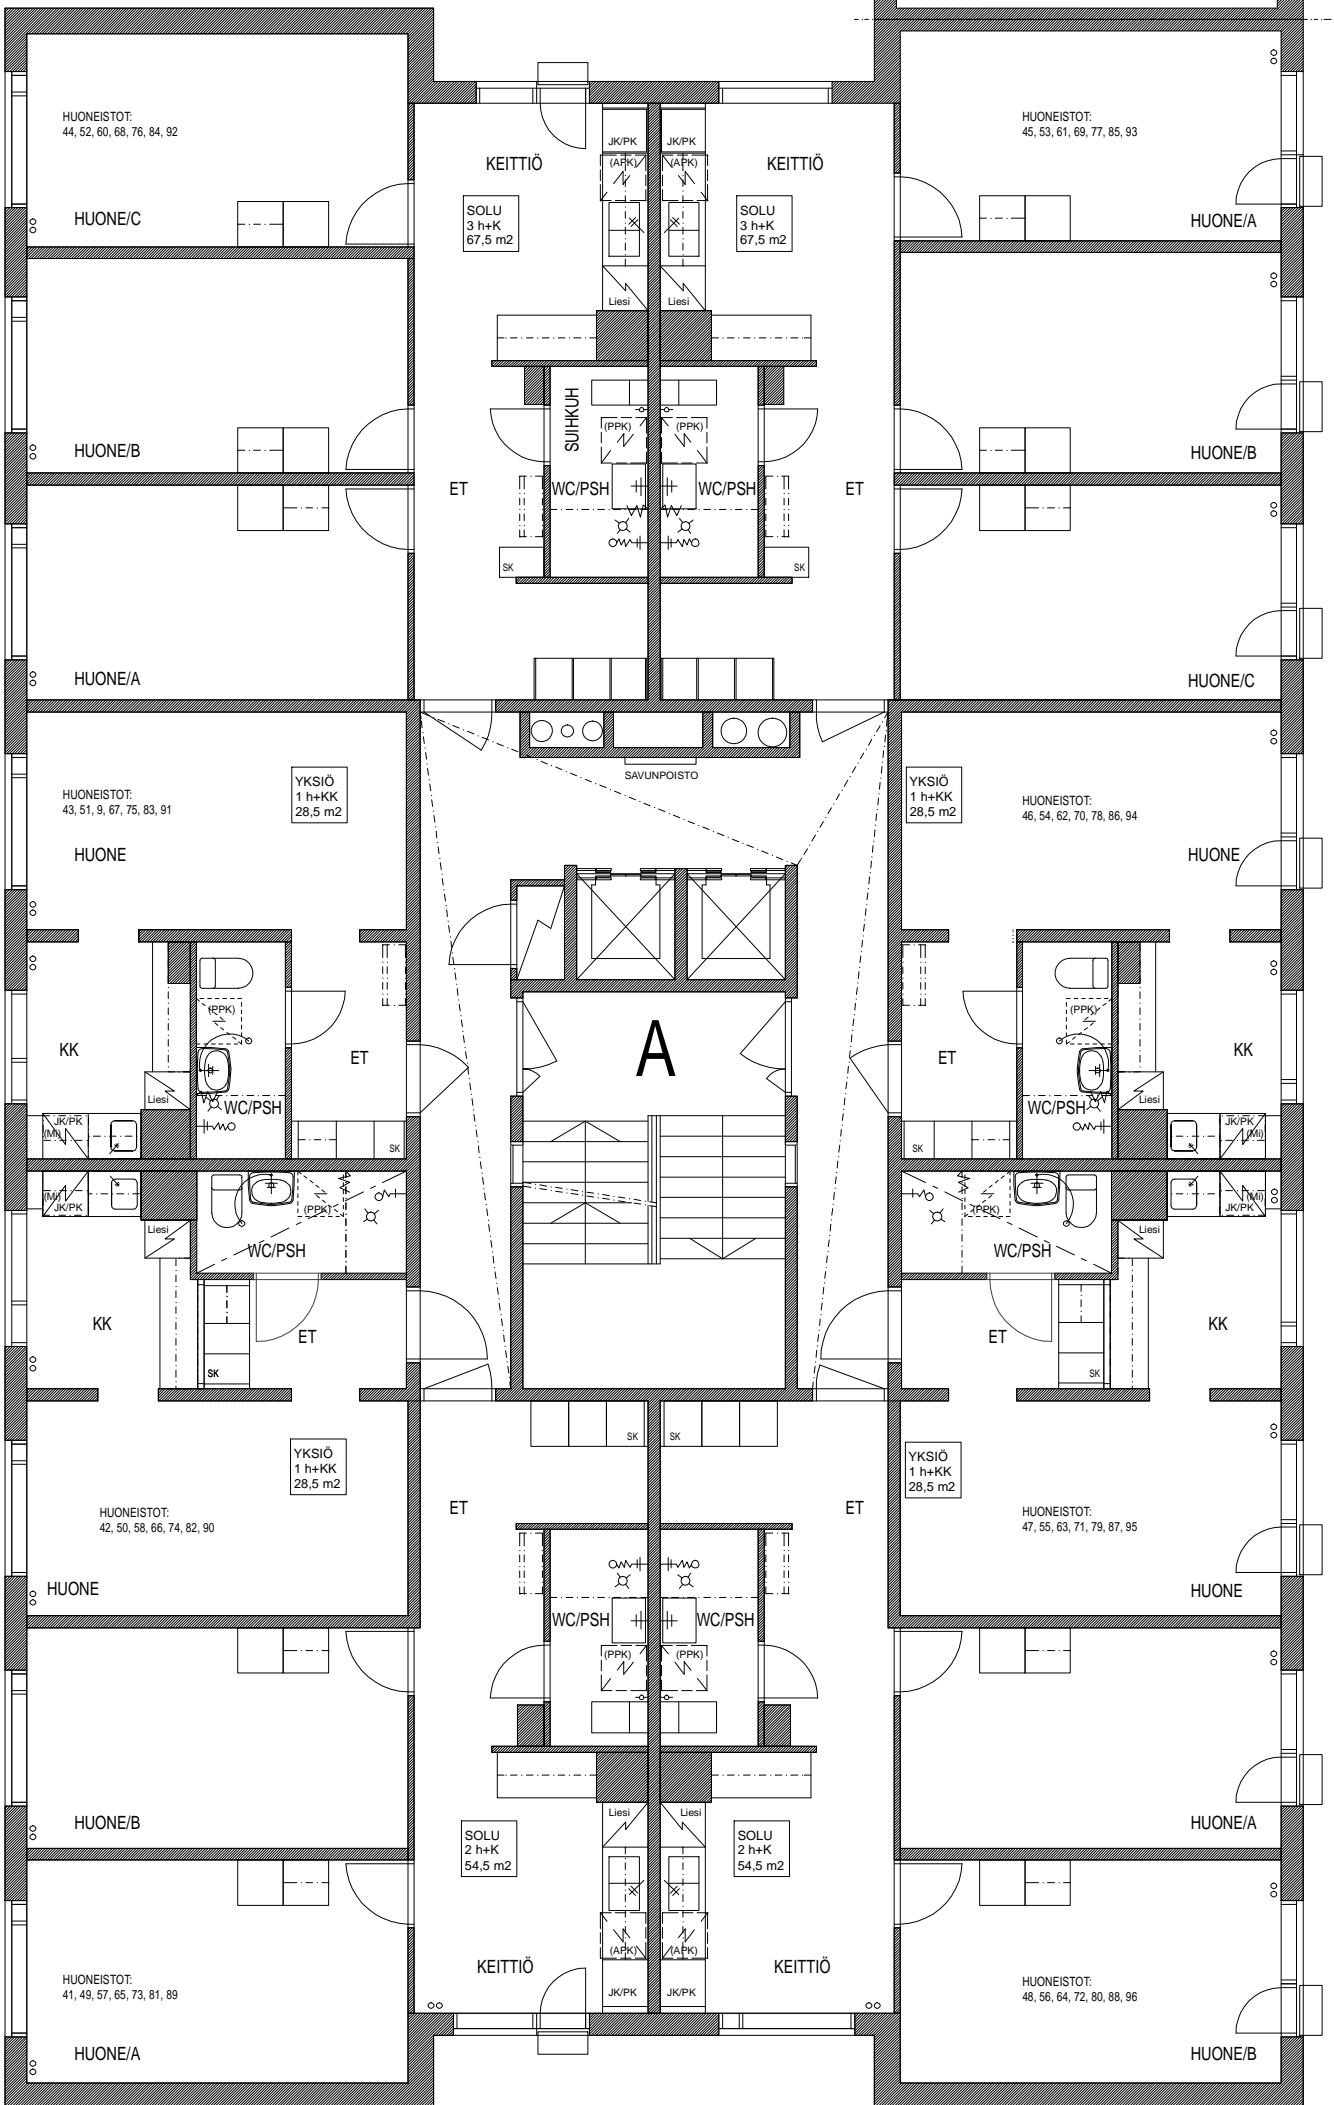 HUONEISTOT:
44, 52, 60, 68, 76, 84, 92
HUONE/C
KEITTIÖ
SOLU
3 h+K
67,5 m2
JK/PK
(APK)
Liesi
JK/PK
(APK)
Liesi
KEITTIÖ
SOLU
3 h+K
67,5 m2
HUONEISTOT:
45, 53, 61, 69, 77, 85, 93
HUONE/A
HUONE/B
ET
SUIHKUH
(PPK)
WC/PSH
SK
(PPK)
WC/PSH
SK
ET
HUONE/B
HUONE/A
HUONE/C
HUONEISTOT:
43, 51, 9, 67, 75, 83, 91
YKSIÖ
1 h+KK
28,5 m2
HUONE
SAVUNPOISTO
YKSIÖ
1 h+KK
28,5 m2
HUONEISTOT:
46, 54, 62, 70, 78, 86, 94
HUONE
KK
Liesi
JK/PK
(Mi)
(PPK)
WC/PSH
ET
SK
A
ET
SK
(PPK)
WC/PSH
Liesi
JK/PK
(Mi)
KK
(Mi)
JK/PK
Liesi
(PPK)
WC/PSH
KK
SK
ET
(PPK)
WC/PSH
Liesi
(Mi)
JK/PK
ET
SK
KK
YKSIÖ
1 h+KK
28,5 m2
HUONEISTOT:
42, 50, 58, 66, 74, 82, 90
HUONE
SK
SK
ET
ET
YKSIÖ
1 h+KK
28,5 m2
HUONEISTOT:
47, 55, 63, 71, 79, 87, 95
HUONE
WC/PSH
(PPK)
WC/PSH
(PPK)
HUONE/B
HUONE/A
SOLU
2 h+K
54,5 m2
Liesi
(APK)
JK/PK
Liesi
(APK)
JK/PK
SOLU
2 h+K
54,5 m2
KEITTIÖ
KEITTIÖ
HUONEISTOT:
41, 49, 57, 65, 73, 81, 89
HUONE/A
HUONEISTOT:
48, 56, 64, 72, 80, 88, 96
HUONE/B